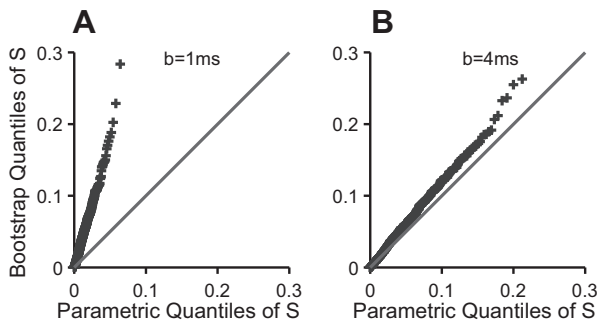 A
B
b=1ms
b=4ms
Bootstrap Quantiles of S
0.3
0.2
0.1
0
0.3
0.2
0.1
0
0 0.1 0.2 0.3
0 0.1 0.2 0.3
Parametric Quantiles of S
Parametric Quantiles of S